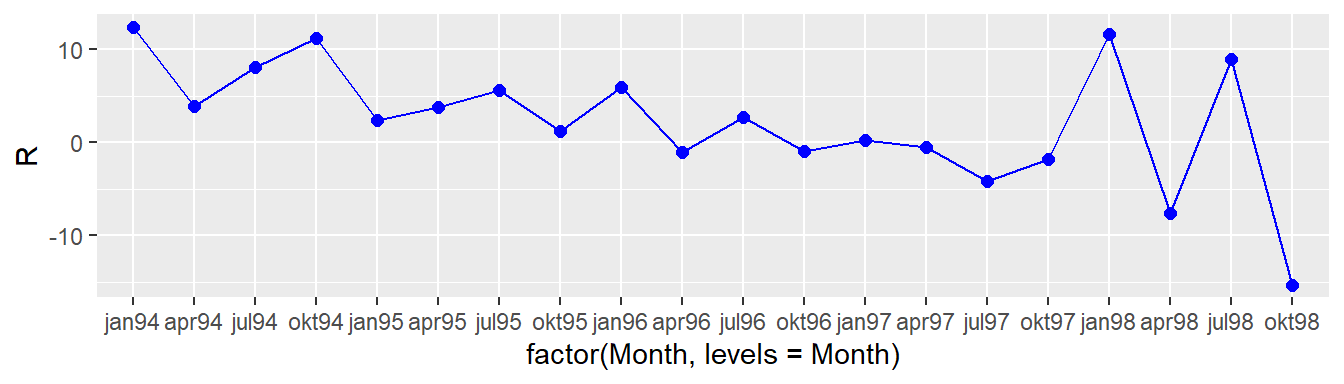 10
0
-10
R
jan94 apr94 jul94 okt94 jan95 apr95 jul95 okt95 jan96 apr96 jul96 okt96 jan97 apr97 jul97 okt97 jan98 apr98 jul98 okt98
factor(Month, levels = Month)